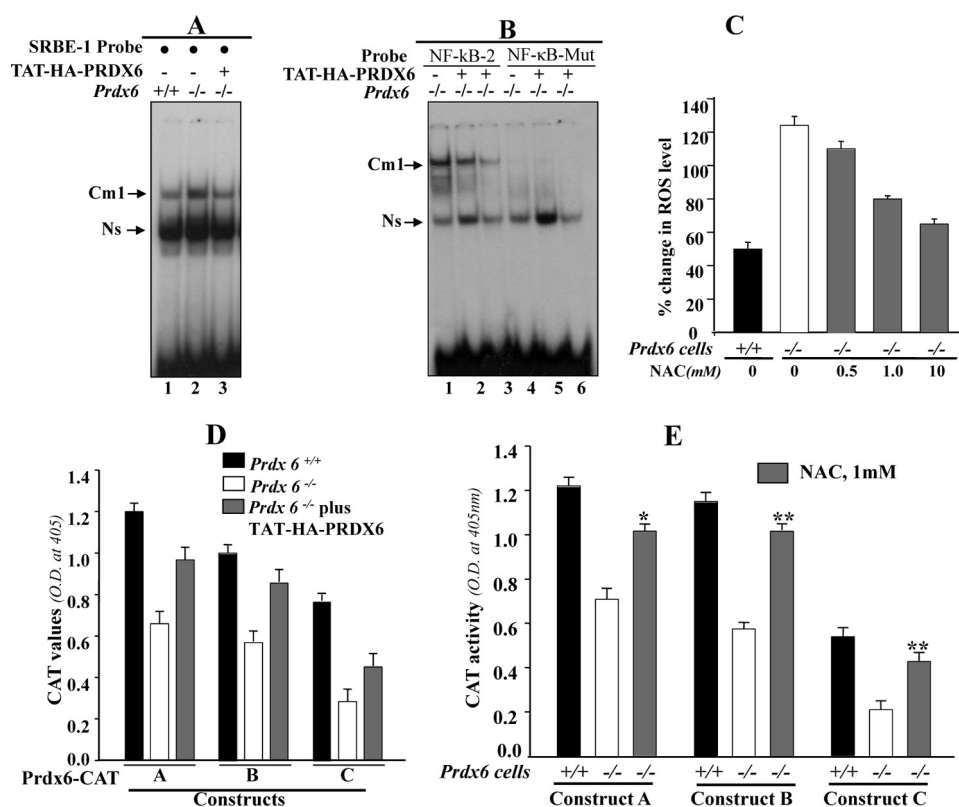 A
SRBE-1 Probe ● ● ●
TAT-HA-PRDX6 - - +
Prdx6 +/+ -/- -/-
Cm1
Ns
1 2 3
B
Probe NF-kB-2 NF-κB-Mut
TAT-HA-PRDX6 - + + - + +
Prdx6 -/- -/- -/- -/- -/- -/-
Cm1
Ns
1 2 3 4 5 6
C
% change in ROS level
140
120
100
80
60
40
20
0
Prdx6 cells +/+ -/- -/- -/- -/-
NAC(mM) 0 0 0.5 1.0 10
D
Prdx 6 +/+
Prdx 6 -/-
Prdx 6 -/- plus
TAT-HA-PRDX6
CAT values (O.D. at 405)
1.4
1.2
1.0
0.8
0.6
0.4
0.2
0.0
Prdx6-CAT A B C
Constructs
E
NAC, 1mM
CAT activity (O.D. at 405nm)
1.4
1.2
1.0
0.8
0.6
0.4
0.2
0.0
* ** **
Prdx6 cells +/+ -/- -/- +/+ -/- -/- +/+ -/- -/-
Construct A Construct B Construct C